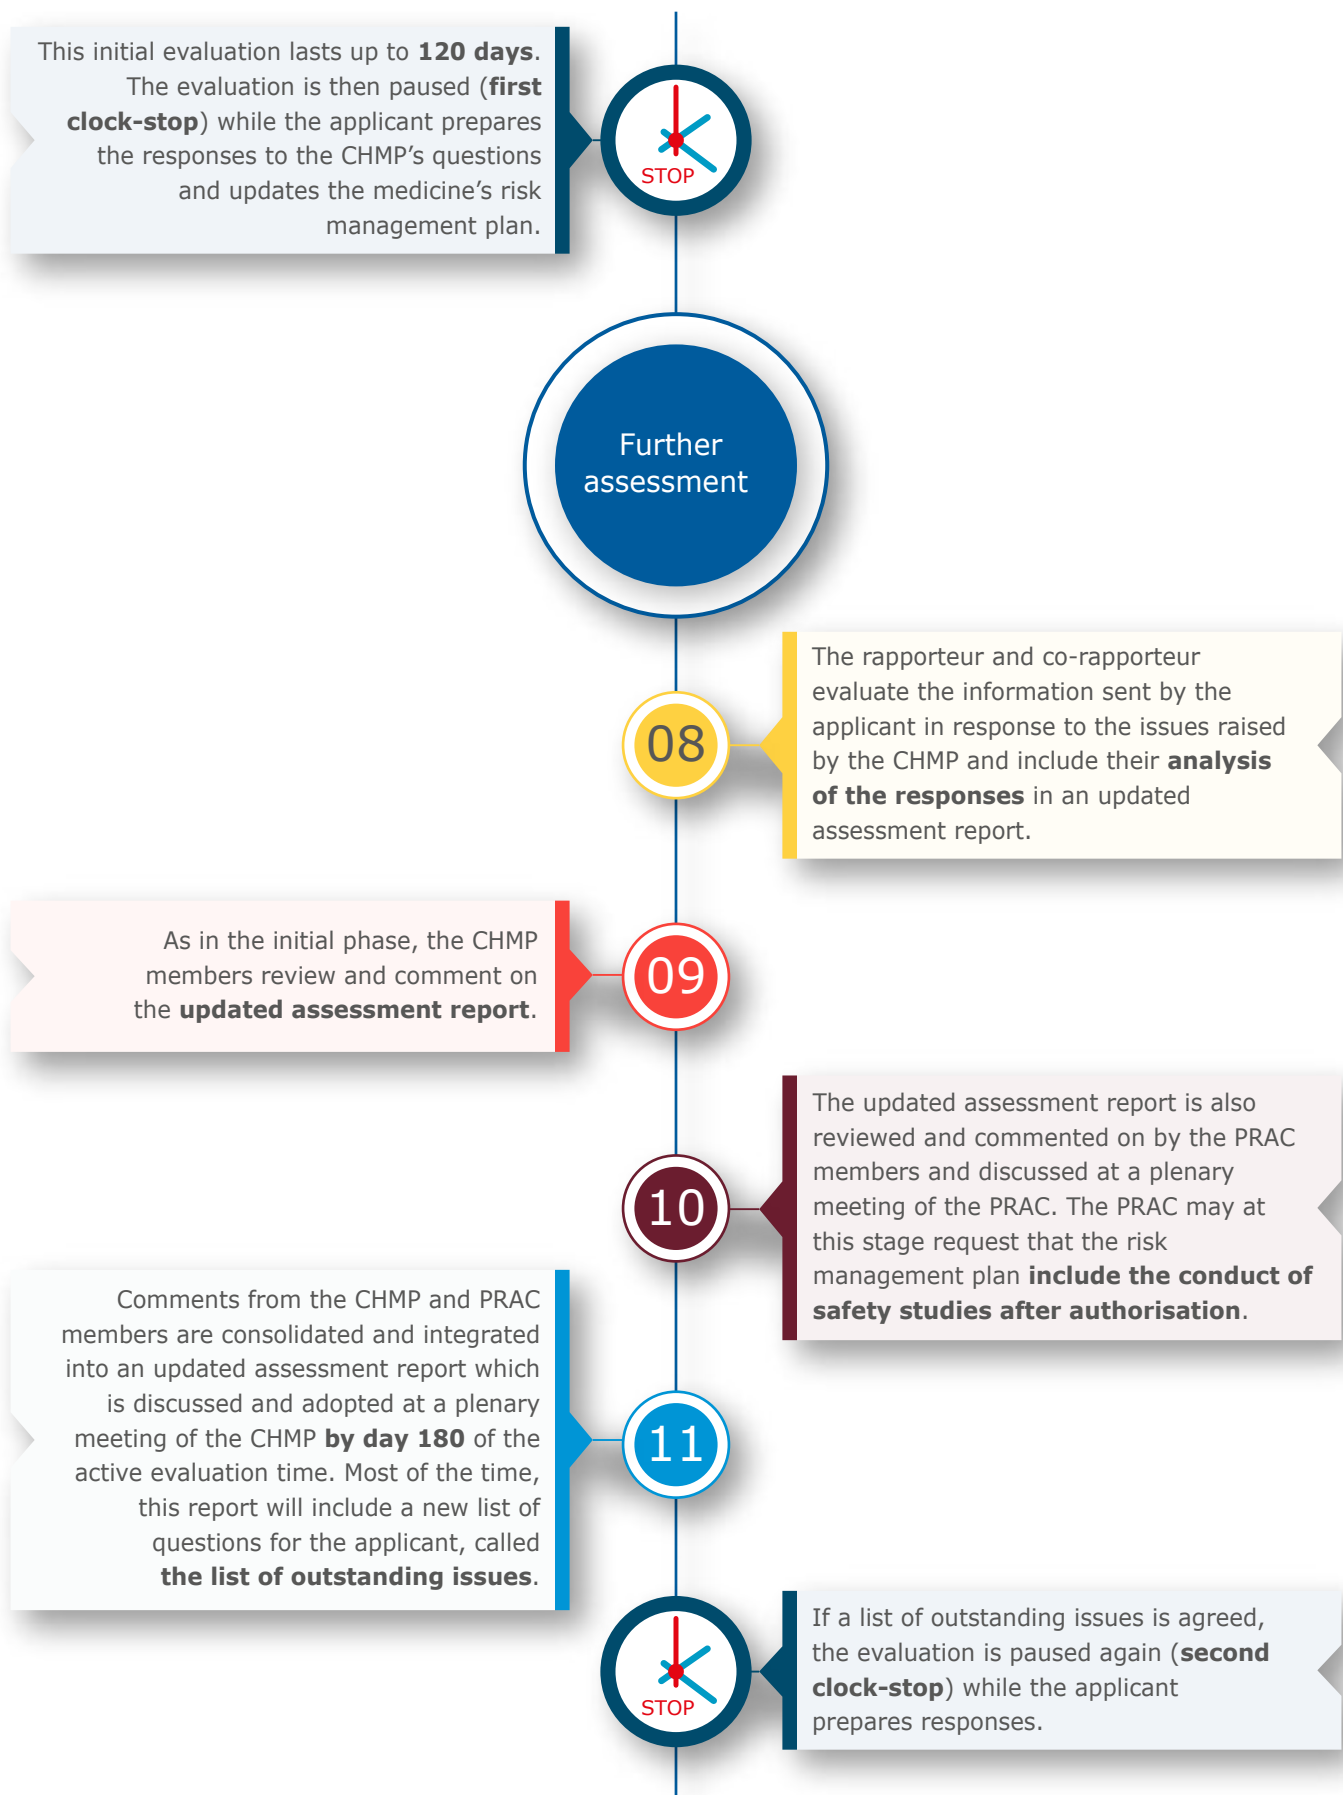 This initial evaluation lasts up to 120 days.
The evaluation is then paused (first
clock-stop) while the applicant prepares
the responses to the CHMP’s questions
and updates the medicine’s risk
management plan.
STOP
Further
assessment
08
The rapporteur and co-rapporteur
evaluate the information sent by the
applicant in response to the issues raised
by the CHMP and include their analysis
of the responses in an updated
assessment report.
As in the initial phase, the CHMP
members review and comment on
the updated assessment report.
09
10
The updated assessment report is also
reviewed and commented on by the PRAC
members and discussed at a plenary
meeting of the PRAC. The PRAC may at
this stage request that the risk
management plan include the conduct of
safety studies after authorisation.
Comments from the CHMP and PRAC
members are consolidated and integrated
into an updated assessment report which
is discussed and adopted at a plenary
meeting of the CHMP by day 180 of the
active evaluation time. Most of the time,
this report will include a new list of
questions for the applicant, called
the list of outstanding issues.
11
STOP
If a list of outstanding issues is agreed,
the evaluation is paused again (second
clock-stop) while the applicant
prepares responses.